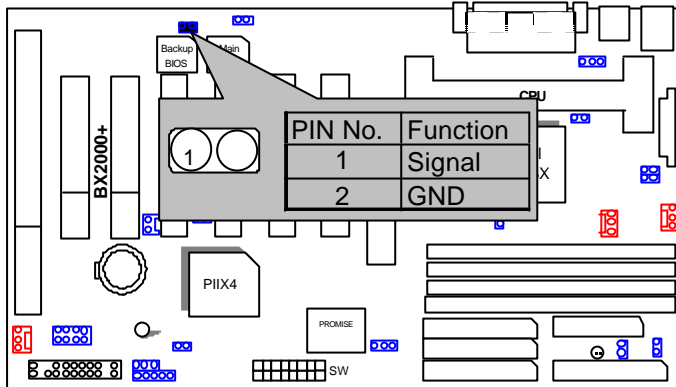 Backup
BIOS
Main
CPU
BX2000+
PIN No. Function
1 Signal
2 GND
1
PIIX4
PROMISE
SW